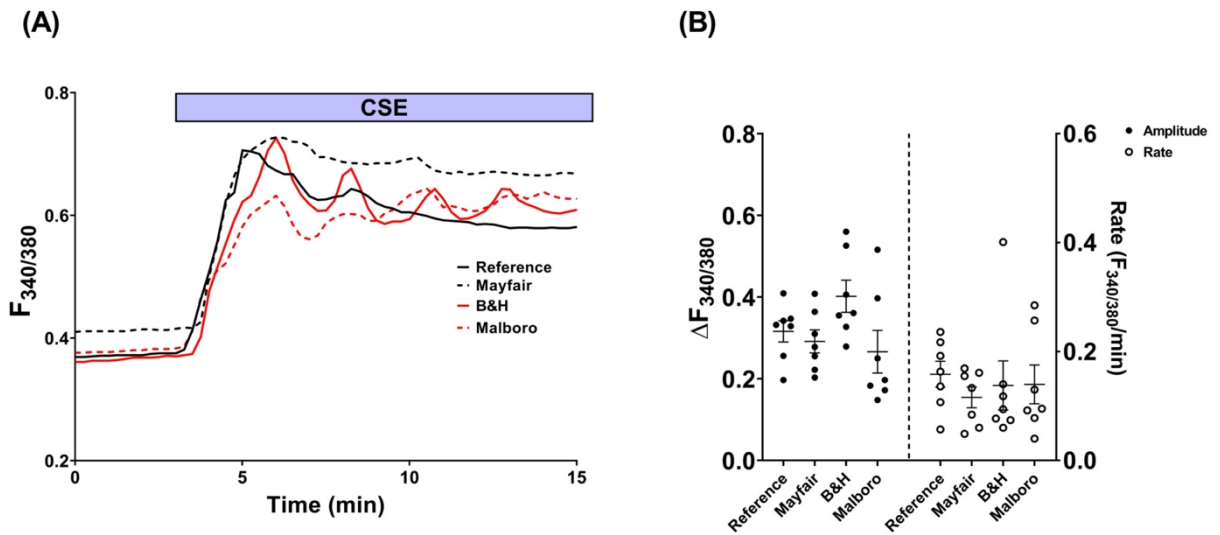 (A)
CSE
0.8
0.6
0.4
0.2
F340/380
0
5
10
15
Time (min)
Reference
Mayfair
B&H
Malboro
(B)
0.8
0.6
0.4
0.2
0.0
ΔF340/380
0.6
0.4
0.2
0.0
Rate (F340/380/min)
Amplitude
Rate
Reference
Mayfair
B&H
Malboro
Reference
Mayfair
B&H
Malboro